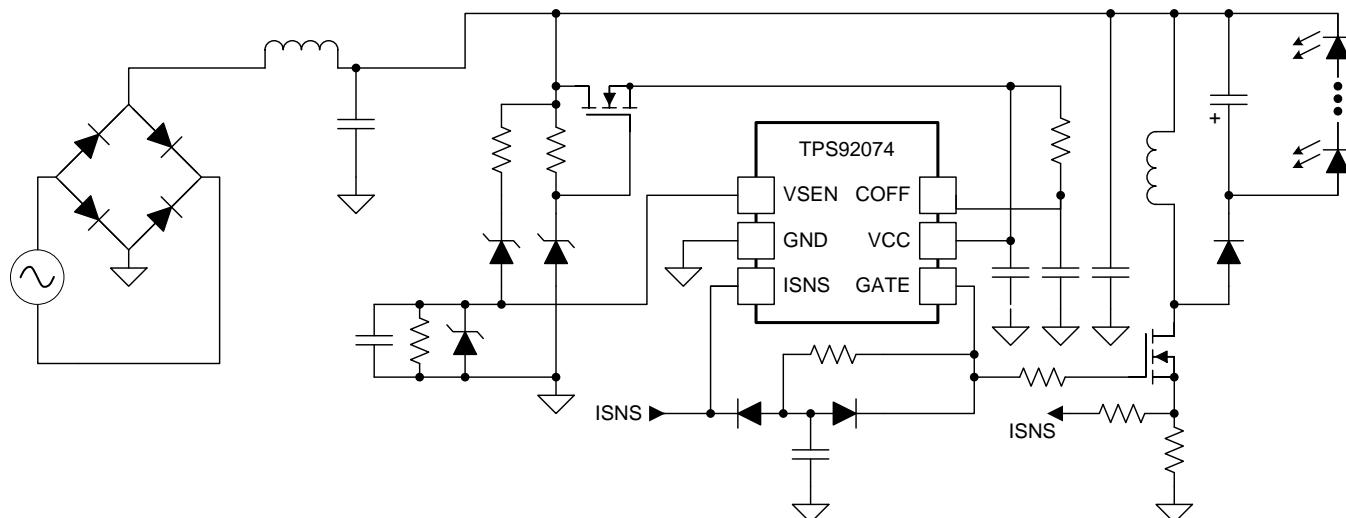 TPS92074
VSEN COFF
GND VCC
ISNS GATE
ISNS
ISNS
+